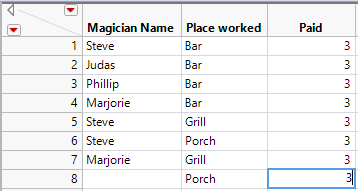 Magician Name Place worked Paid
1 Steve Bar 3
2 Judas Bar 3
3 Phillip Bar 3
4 Marjorie Bar 3
5 Steve Grill 3
6 Steve Porch 3
7 Marjorie Grill 3
8 Porch 3